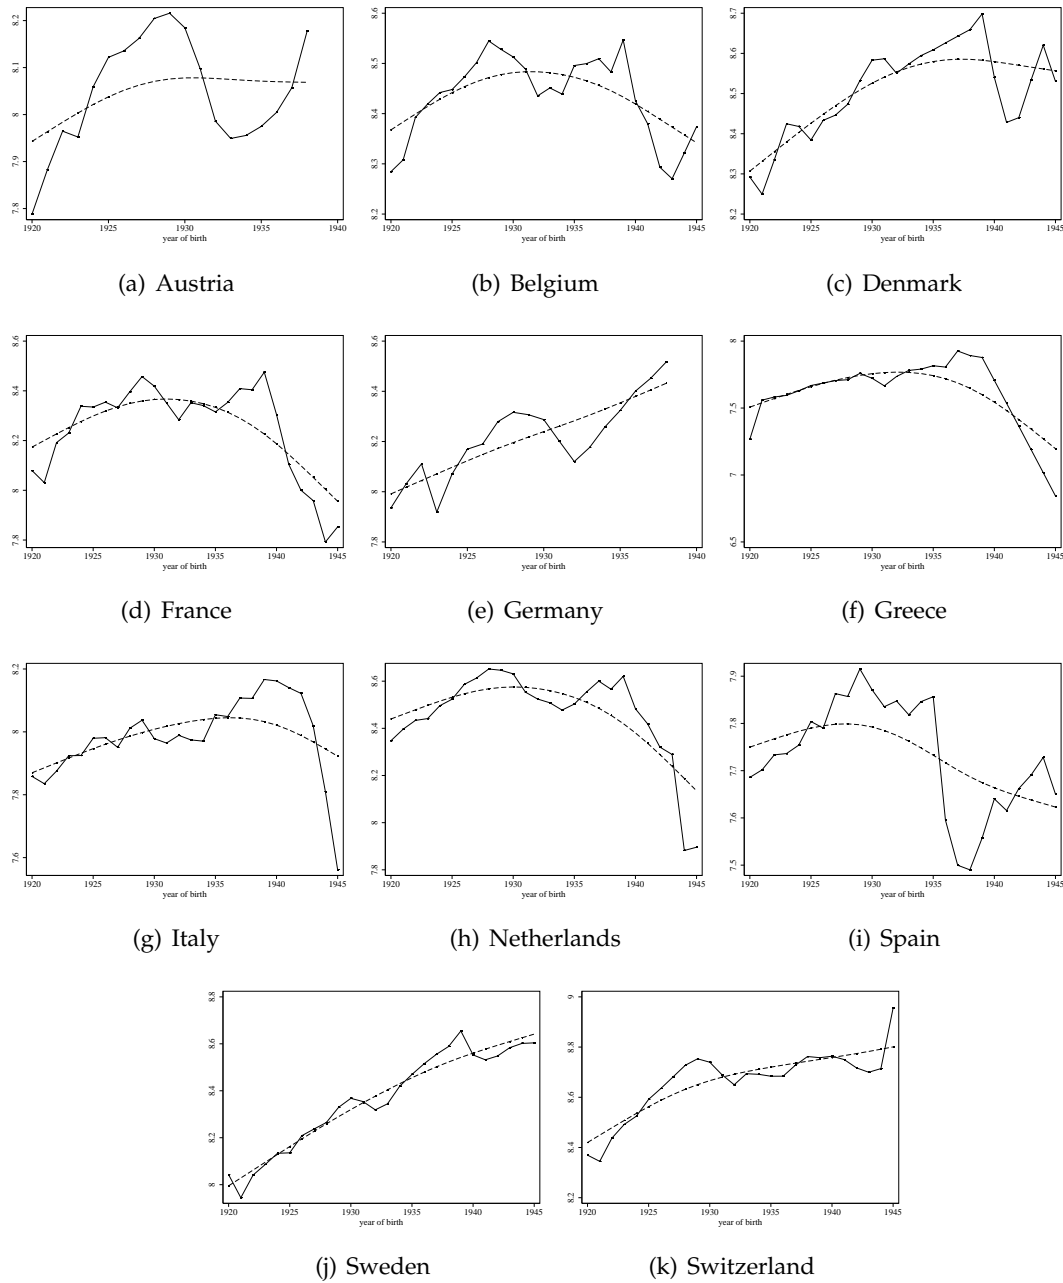 8.2
8.1
8
7.9
7.8
1920 1925 1930 1935 1940
year of birth
(a) Austria
8.6
8.5
8.4
8.3
8.2
1920 1925 1930 1935 1940 1945
year of birth
(b) Belgium
8.7
8.6
8.5
8.4
8.3
8.2
1920 1925 1930 1935 1940 1945
year of birth
(c) Denmark
8.6
8.4
8.2
8
7.8
1920 1925 1930 1935 1940 1945
year of birth
(d) France
8.6
8.4
8.2
8
7.8
1920 1925 1930 1935 1940
year of birth
(e) Germany
8
7.5
7
6.5
1920 1925 1930 1935 1940 1945
year of birth
(f) Greece
8.2
8
7.8
7.6
1920 1925 1930 1935 1940 1945
year of birth
(g) Italy
8.6
8.4
8.2
8
7.8
1920 1925 1930 1935 1940 1945
year of birth
(h) Netherlands
7.9
7.8
7.7
7.6
7.5
1920 1925 1930 1935 1940 1945
year of birth
(i) Spain
8.8
8.6
8.4
8.2
8
1920 1925 1930 1935 1940 1945
year of birth
(j) Sweden
9
8.8
8.6
8.4
8.2
1920 1925 1930 1935 1940 1945
year of birth
(k) Switzerland